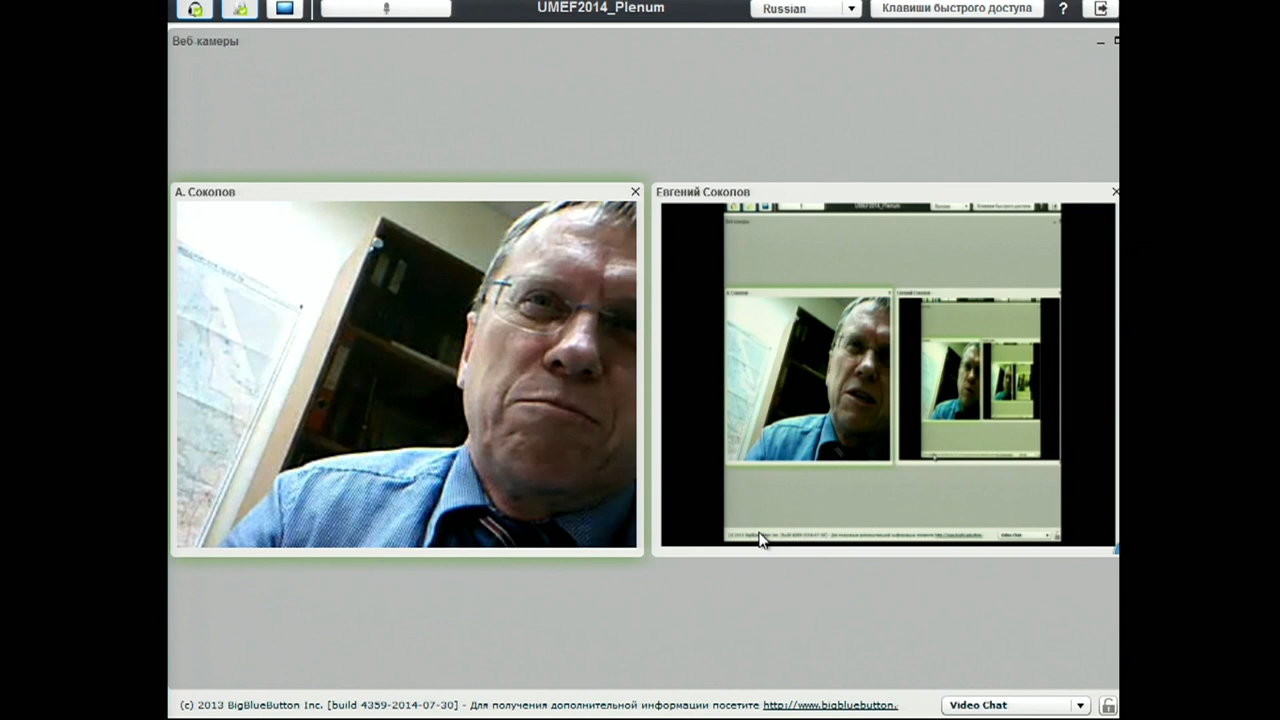 UMEF2014_Plenum
Russian
Клавиши быстрого доступа
?
Веб камеры
А. Соколов
Евгений Соколов
(c) 2013 BigBlueButton Inc. [build 4359-2014-07-30] - Для получения дополнительной информации посетите http://www.bigbluebutton.
Video Chat